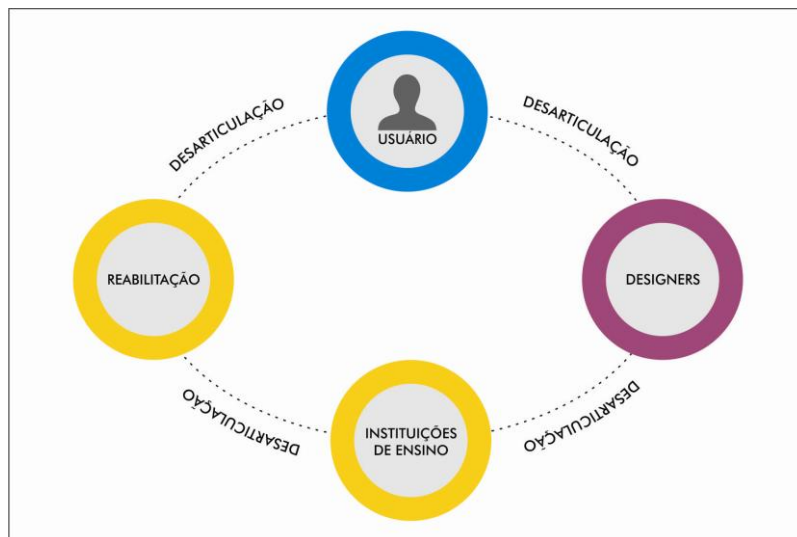 DESARTICULAÇÃO
USUÁRIO
DESARTICULAÇÃO
REABILITAÇÃO
DESIGNERS
DESARTICULAÇÃO
INSTITUIÇÕES
DE ENSINO
DESARTICULAÇÃO